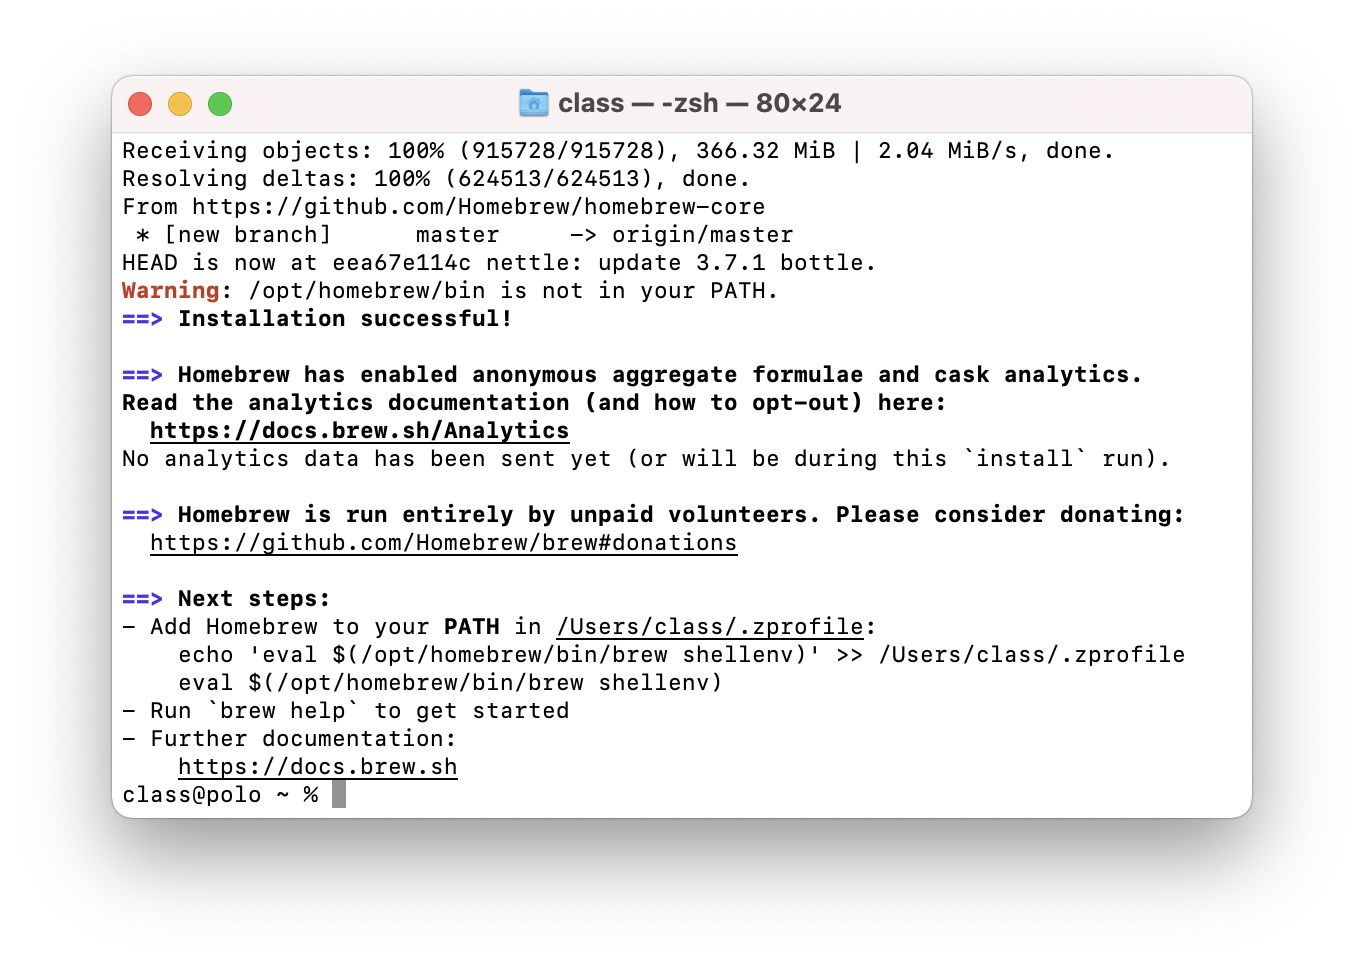 class — -zsh — 80×24
Receiving objects: 100% (915728/915728), 366.32 MiB | 2.04 MiB/s, done.
Resolving deltas: 100% (624513/624513), done.
From https://github.com/Homebrew/homebrew-core
 * [new branch]      master     -> origin/master
HEAD is now at eea67e114c nettle: update 3.7.1 bottle.
Warning: /opt/homebrew/bin is not in your PATH.
==> Installation successful!

==> Homebrew has enabled anonymous aggregate formulae and cask analytics.
Read the analytics documentation (and how to opt-out) here:
  https://docs.brew.sh/Analytics
No analytics data has been sent yet (or will be during this `install` run).

==> Homebrew is run entirely by unpaid volunteers. Please consider donating:
  https://github.com/Homebrew/brew#donations

==> Next steps:
- Add Homebrew to your PATH in /Users/class/.zprofile:
    echo 'eval $(/opt/homebrew/bin/brew shellenv)' >> /Users/class/.zprofile
    eval $(/opt/homebrew/bin/brew shellenv)
- Run `brew help` to get started
- Further documentation:
    https://docs.brew.sh
class@polo ~ %